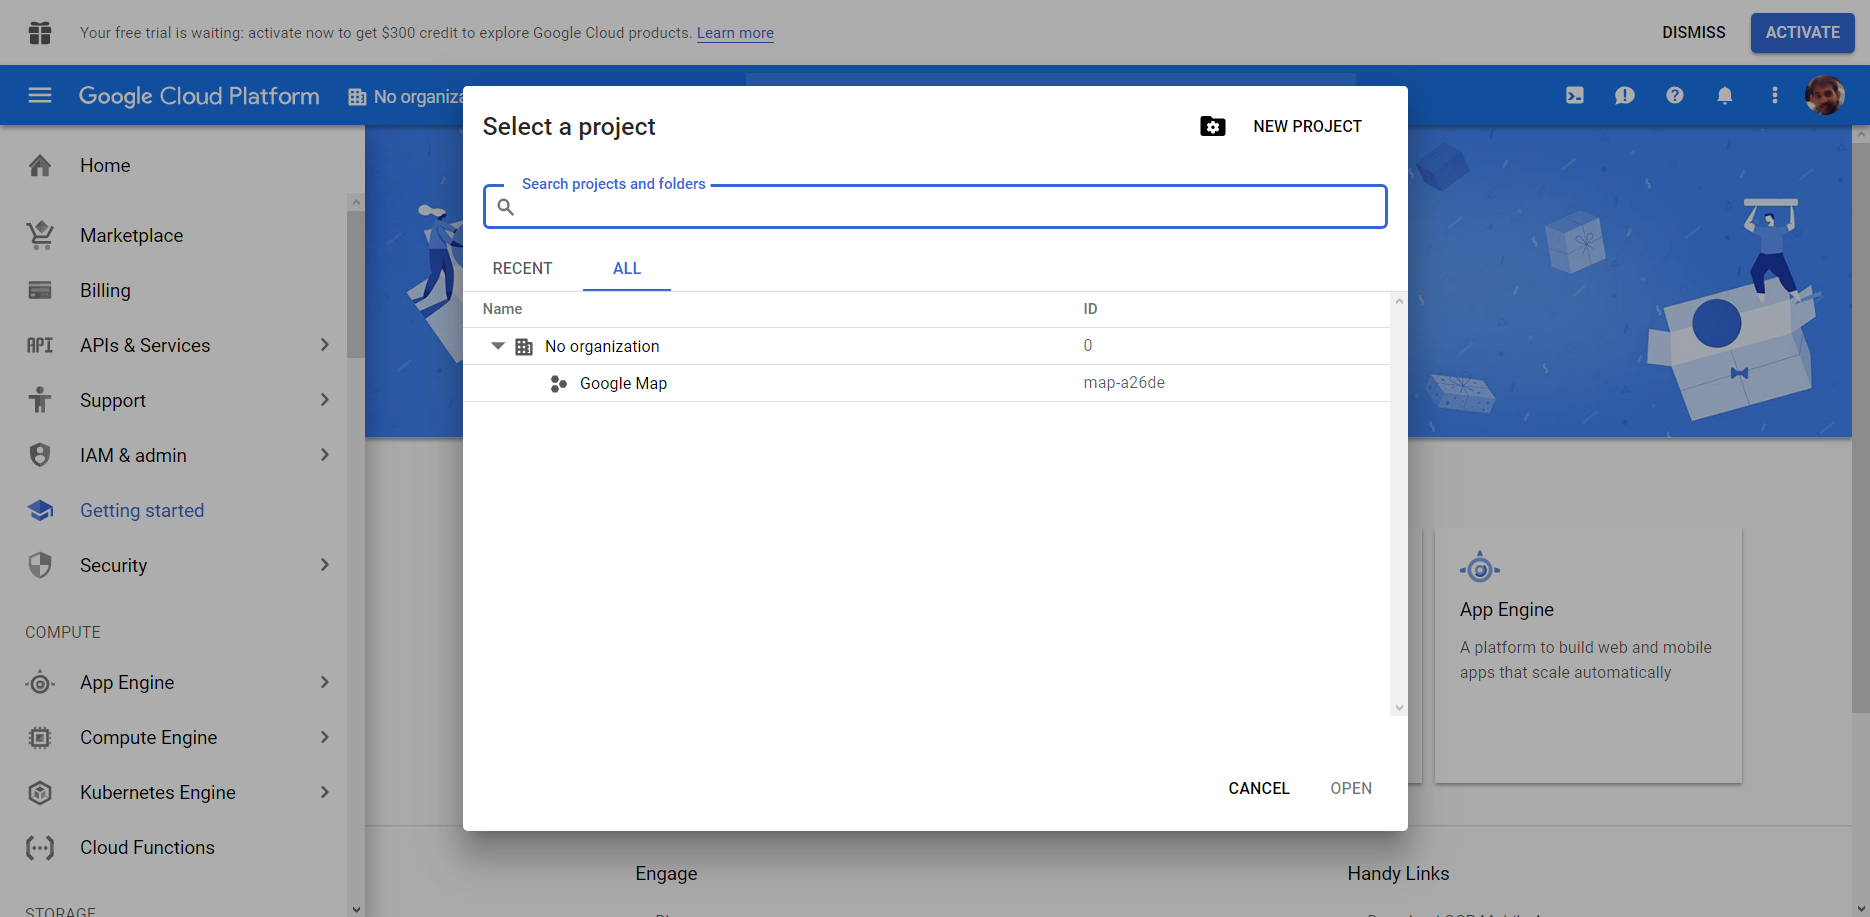 Your free trial is waiting: activate now to get $300 credit to explore Google Cloud products. Learn more
DISMISS
ACTIVATE
Google Cloud Platform
No organiza
Select a project
NEW PROJECT
Search projects and folders
RECENT
ALL
Name
ID
No organization
0
Google Map
map-a26de
CANCEL
OPEN
Home
Marketplace
Billing
API
APIs & Services
Support
IAM & admin
Getting started
Security
COMPUTE
App Engine
Compute Engine
Kubernetes Engine
Cloud Functions
STORAGE
App Engine
A platform to build web and mobile
apps that scale automatically
Engage
Handy Links